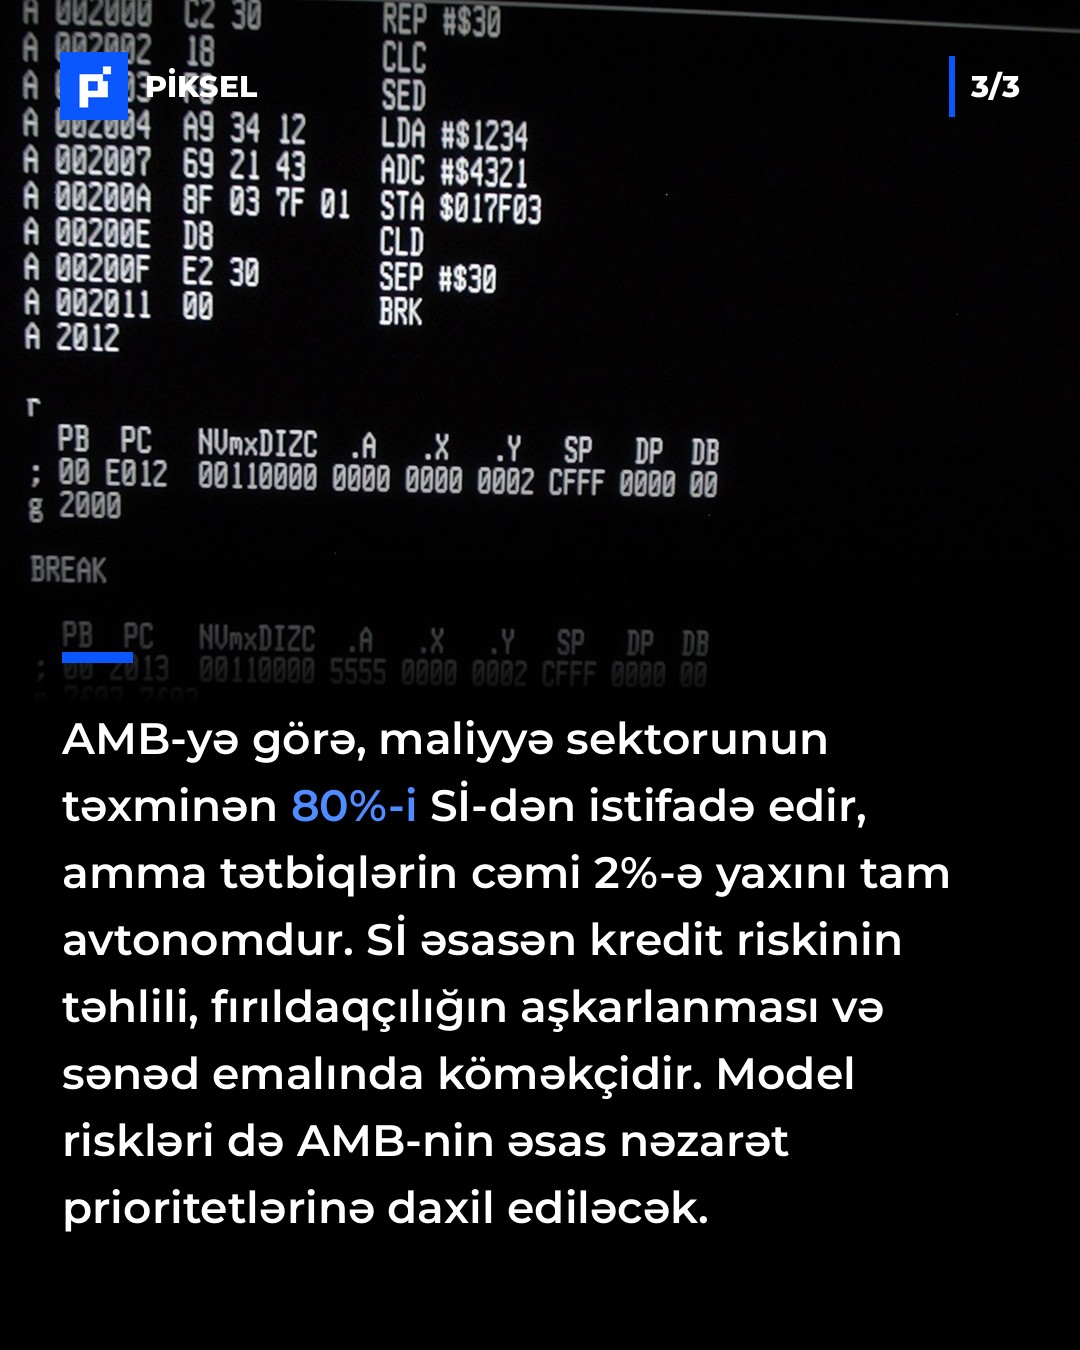 A 002000 C2 30 REP #$30
A 002002 18 CLC
PİKSEL
3/3
A SED
A 002004 A9 34 12 LDA #$1234
A 002007 69 21 43 ADC #$4321
A 00200A 8F 03 7F 01 STA $017F03
A 00200E D8 CLD
A 00200F E2 30 SEP #$30
A 002011 00 BRK
A 2012
r
PB PC NVmxDIZC .A .X .Y SP DP DB
; 00 E012 00110000 0000 0000 0002 CFFF 0000 00
g 2000
BREAK
PB PC NVmxDIZC .A .X .Y SP DP DB
; 00 2013 00110000 5555 0000 0002 CFFF 0000 00
AMB-yə görə, maliyyə sektorunun
təxminən 80%-i Sİ-dən istifadə edir,
amma tətbiqlərin cəmi 2%-ə yaxını tam
avtonomdur. Sİ əsasən kredit riskinin
təhlili, fırıldaqçılığın aşkarlanması və
sənəd emalında köməkçidir. Model
riskləri də AMB-nin əsas nəzarət
prioritetlərinə daxil ediləcək.